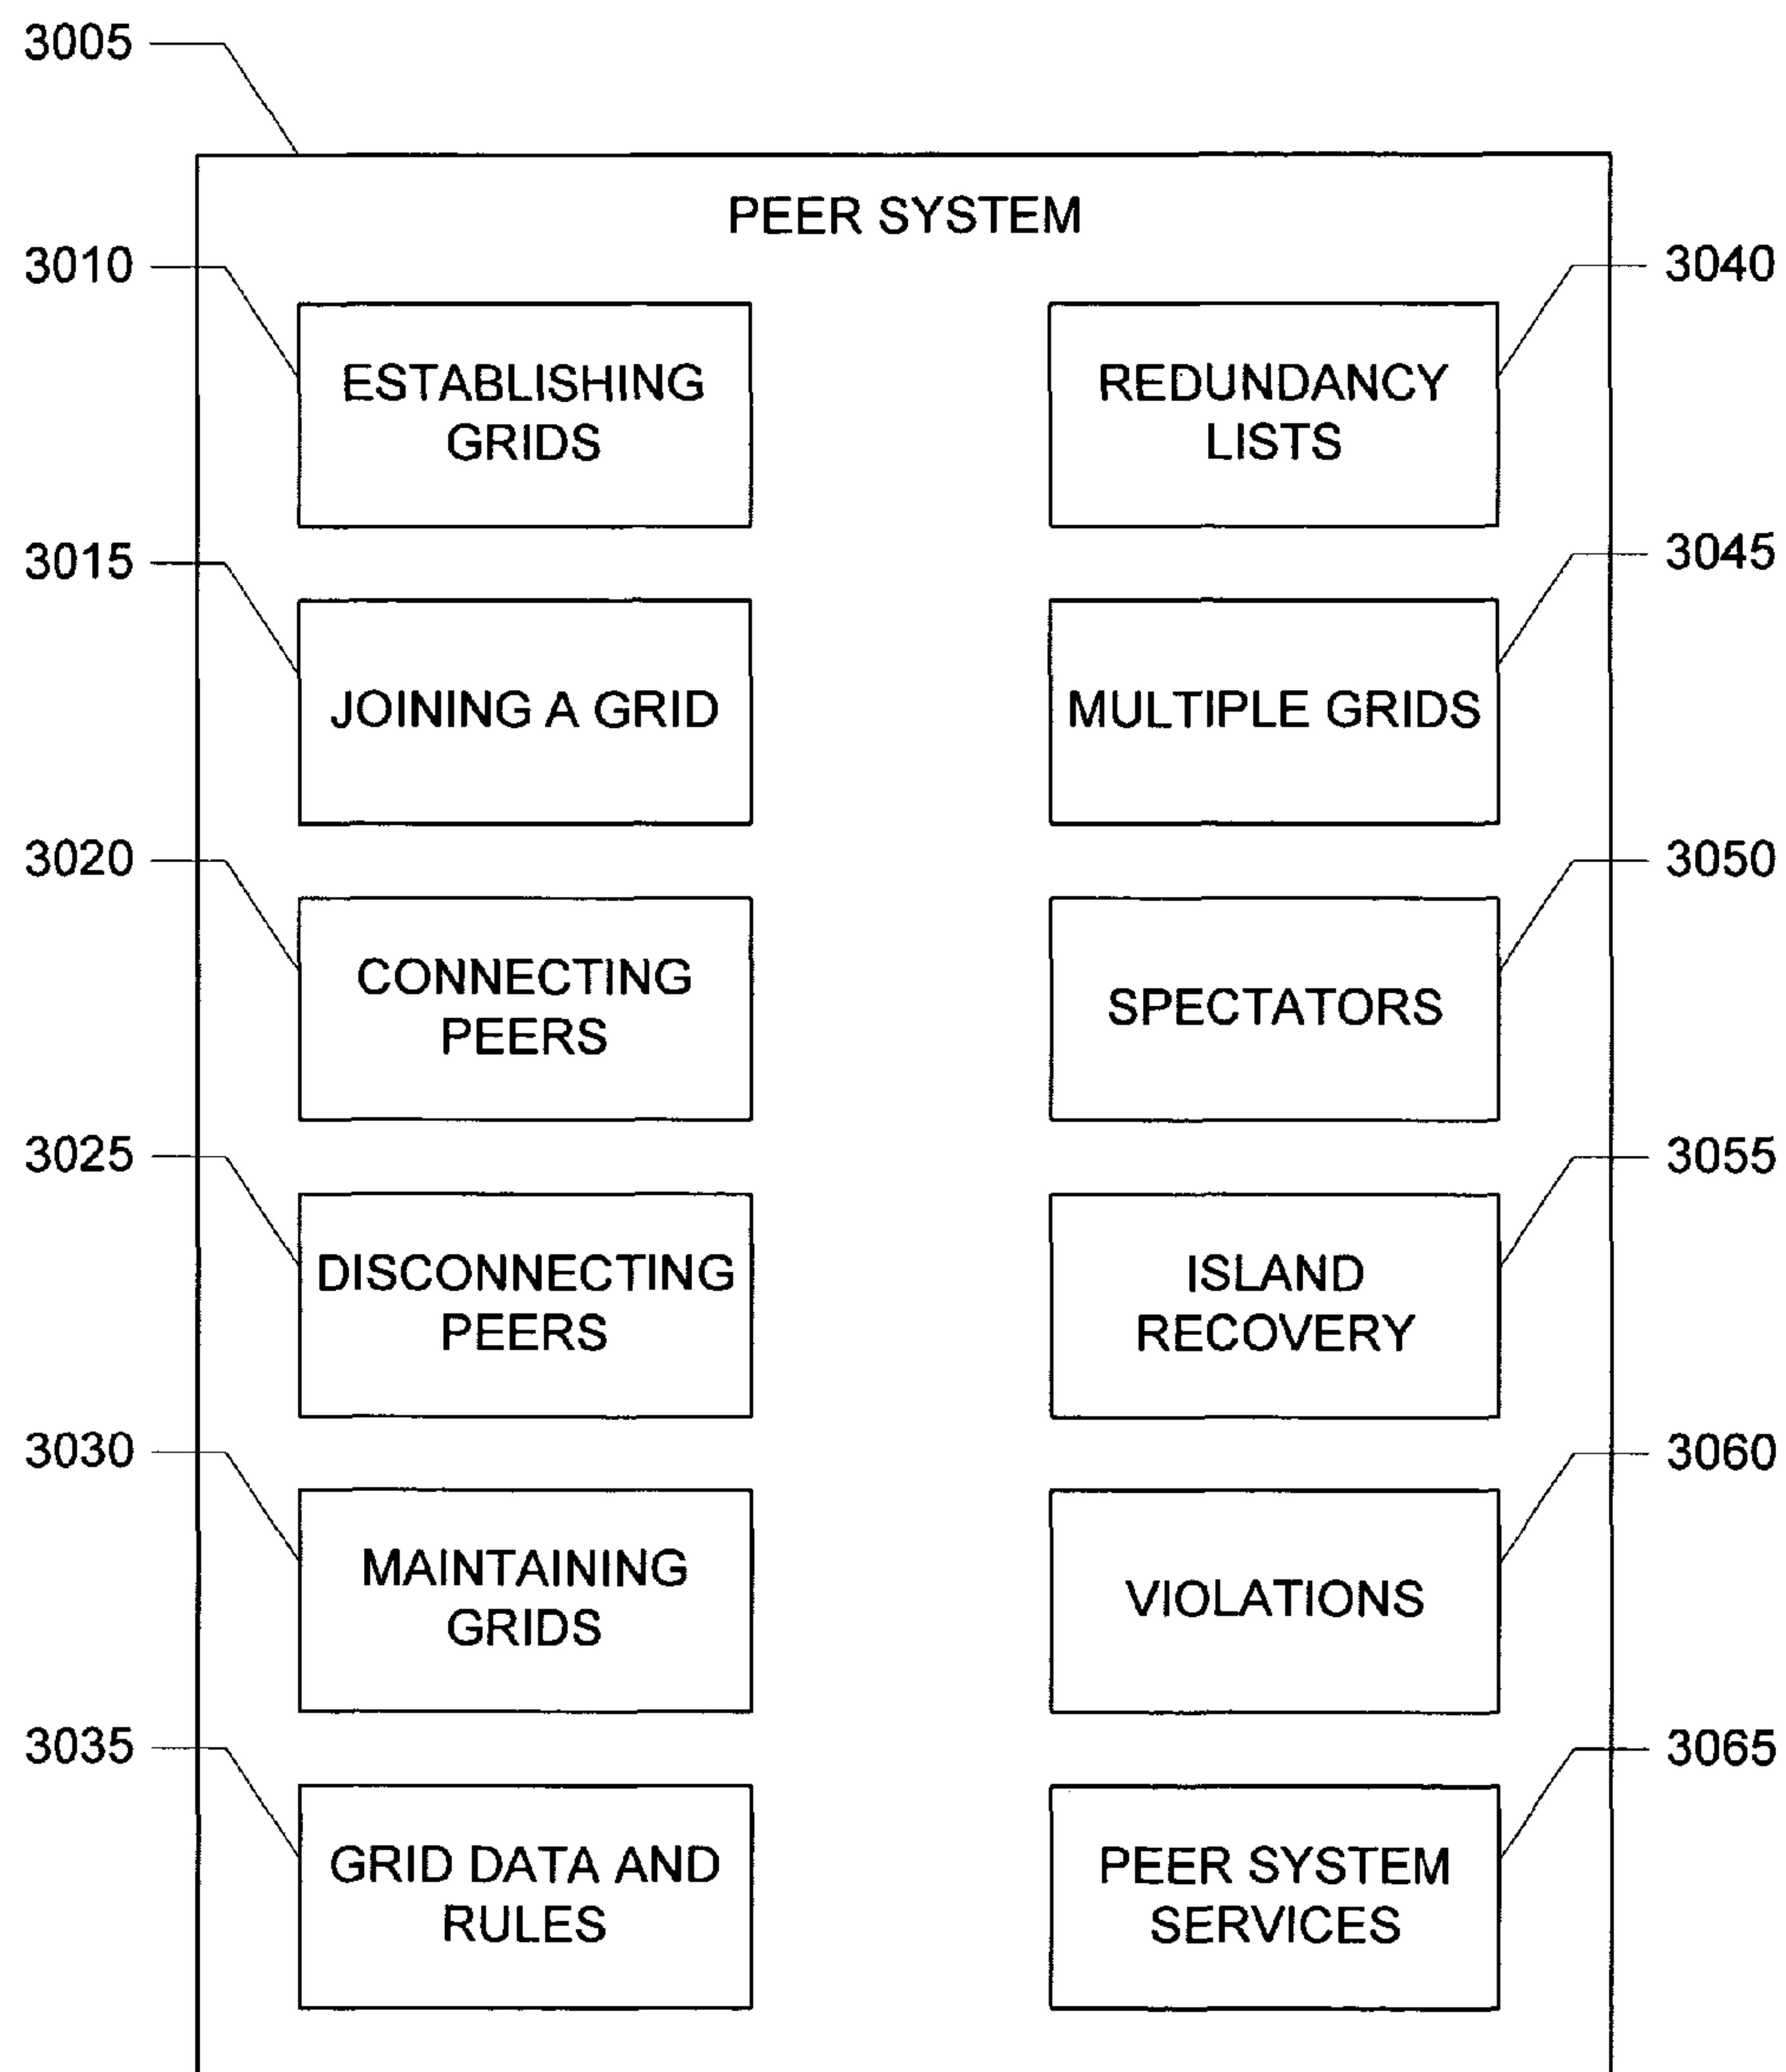 3005
PEER SYSTEM
3010
ESTABLISHING
GRIDS
3015
JOINING A GRID
3020
CONNECTING
PEERS
3025
DISCONNECTING
PEERS
3030
MAINTAINING
GRIDS
3035
GRID DATA AND
RULES
3040
REDUNDANCY
LISTS
3045
MULTIPLE GRIDS
3050
SPECTATORS
3055
ISLAND
RECOVERY
3060
VIOLATIONS
3065
PEER SYSTEM
SERVICES